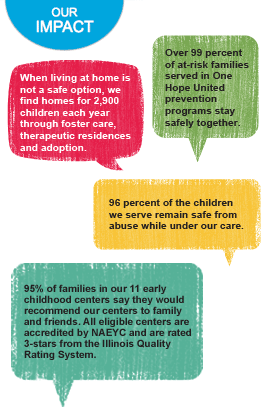 OUR
IMPACT
Over 99 percent
of at-risk families
served in One
Hope United
prevention
programs stay
safely together.
When living at home is
not a safe option, we
find homes for 2,900
children each year
through foster care,
therapeutic residences
and adoption.
96 percent of the children
we serve remain safe from
abuse while under our care.
95% of families in our 11 early
childhood centers say they would
recommend our centers to family
and friends. All eligible centers are
accredited by NAEYC and are rated
3-stars from the Illinois Quality
Rating System.